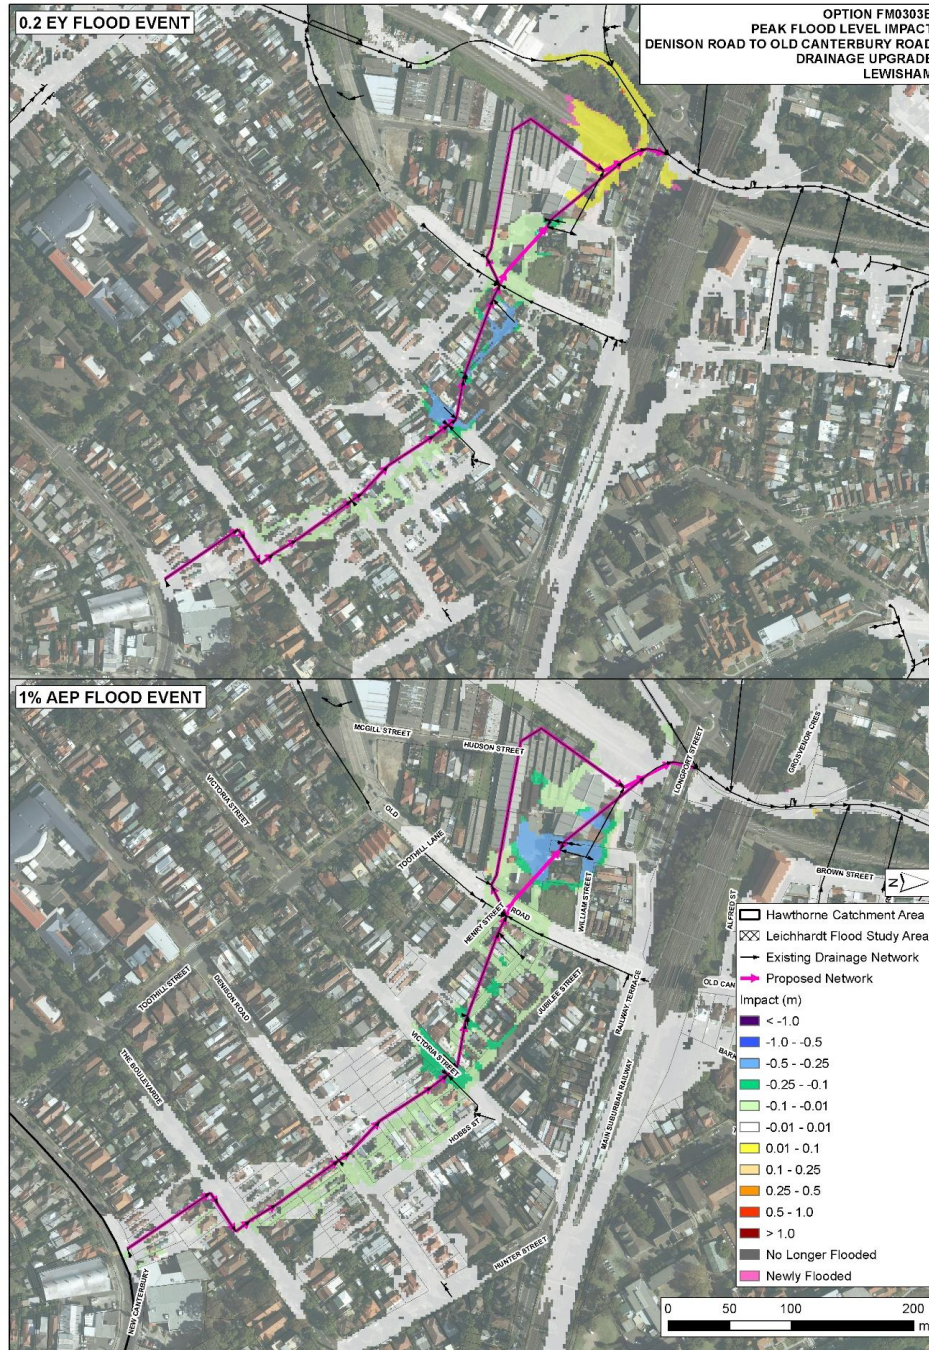 0.2 EY FLOOD EVENT
OPTION FM0303E
PEAK FLOOD LEVEL IMPACT
DENISON ROAD TO OLD CANTERBURY ROAD
DRAINAGE UPGRADE
LEWISHAM
1% AEP FLOOD EVENT
MCGILL STREET
HUDSON STREET
LONGPORT STREET
GROSVENOR CRES
VICTORIA STREET
OLD
TOOTHILL LANE
BROWN STREET
WILLIAM STREET
ALFRED ST
HENRY STREET
ROAD
N
TOOTHILL STREET
DENISON ROAD
JUBILEE STREET
RAILWAY TERRACE
OLD CAN
BARK
VICTORIA STREET
THE BOULEVARDE
MAIN SUBURBAN RAILWAY
HOBBS ST
HUNTER STREET
NEW CANTERBURY
Hawthorne Catchment Area
Leichhardt Flood Study Area
Existing Drainage Network
Proposed Network
Impact (m)
< -1.0
-1.0 - -0.5
-0.5 - -0.25
-0.25 - -0.1
-0.1 - -0.01
-0.01 - 0.01
0.01 - 0.1
0.1 - 0.25
0.25 - 0.5
0.5 - 1.0
> 1.0
No Longer Flooded
Newly Flooded
0 50 100 200
m